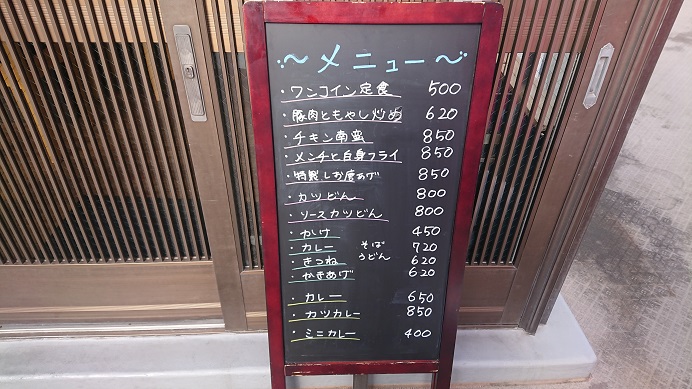 ～メニュー～
・ワンコイン定食 500
・豚肉ともやし炒め 620
・チキン南蛮 850
・メンチと白身フライ 850
・特製しお唐あげ 850
・カツどん 800
・ソースカツどん 800
・かけ 450
・カレー そば 720
・きつね うどん 620
・かきあげ 620
・カレー 650
・カツカレー 850
・ミニカレー 400